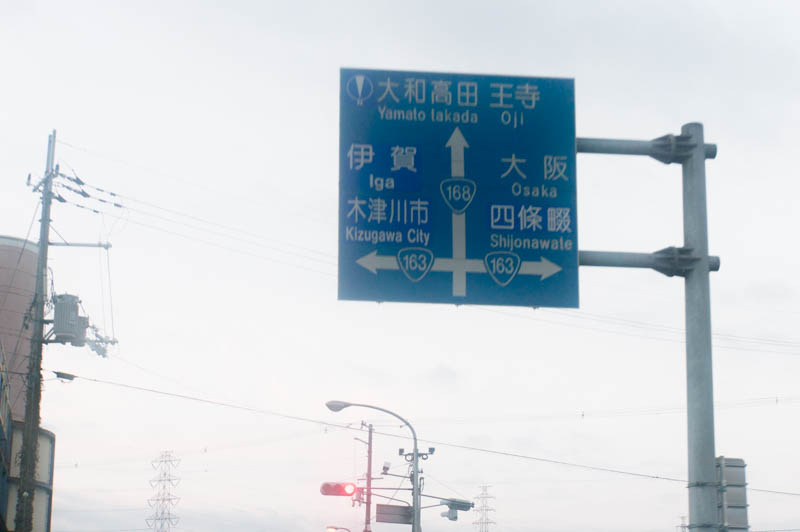 大和高田 王寺
Yamato takada Oji
伊賀
Iga
大阪
Osaka
168
木津川市
Kizugawa City
四條畷
Shijonawate
163
163